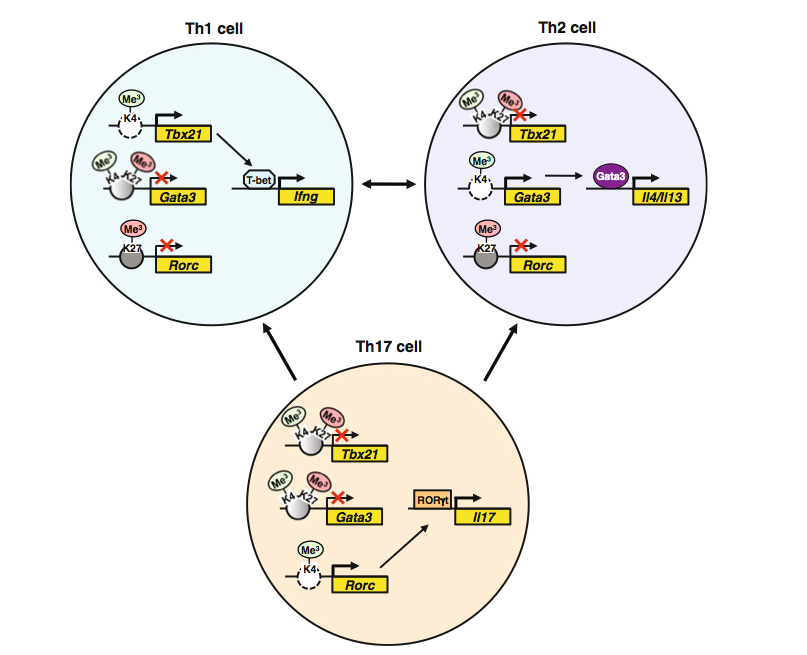 Th1 cell
Me³
K4
Tbx21
Me³ Me³
K4 K27
Gata3
T-bet
Ifng
Me³
K27
Rorc
Th2 cell
Me³ Me³
K4 K27
Tbx21
Me³
K4
Gata3
Gata3
Il4/Il13
Me³
K27
Rorc
Th17 cell
Me³ Me³
K4 K27
Tbx21
Me³ Me³
K4 K27
Gata3
RORγt
Il17
Me³
K4
Rorc